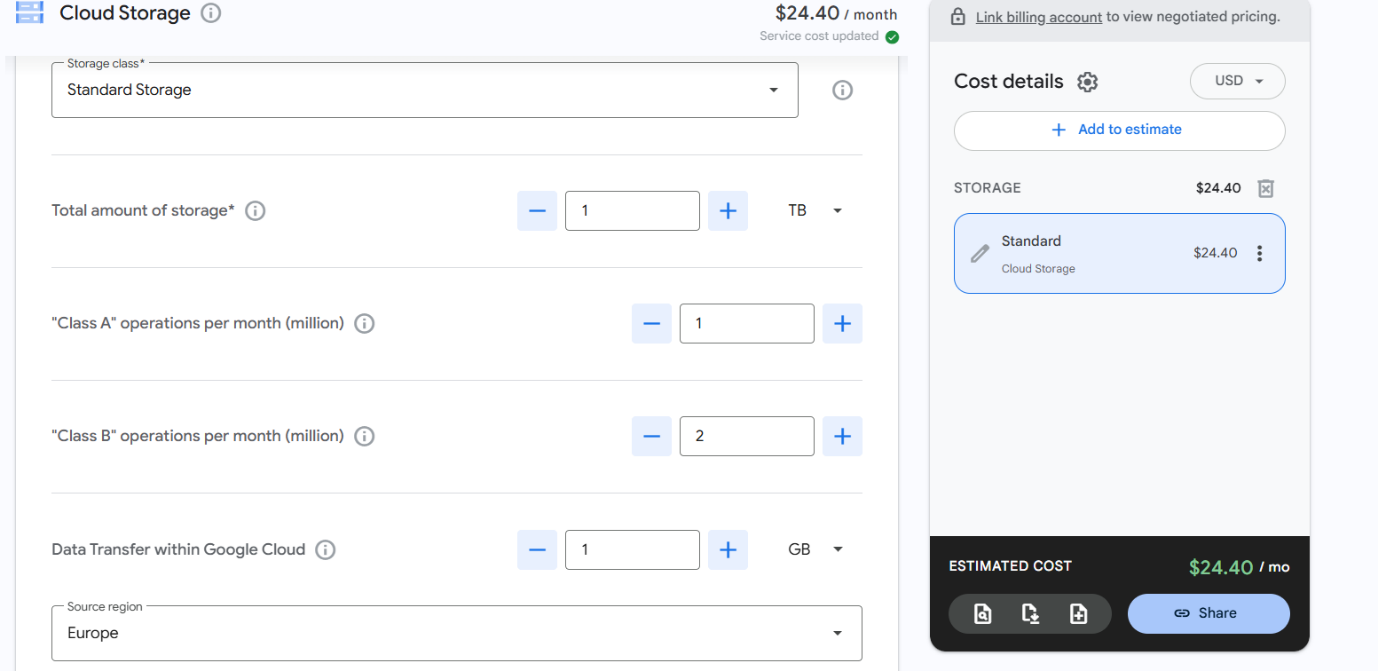 Cloud Storage
$24.40 / month
Service cost updated
Storage class*
Standard Storage
Total amount of storage*
1
TB
"Class A" operations per month (million)
1
"Class B" operations per month (million)
2
Data Transfer within Google Cloud
1
GB
Source region
Europe
Link billing account to view negotiated pricing.
Cost details
USD
Add to estimate
STORAGE $24.40
Standard
$24.40
Cloud Storage
ESTIMATED COST $24.40 / mo
Share